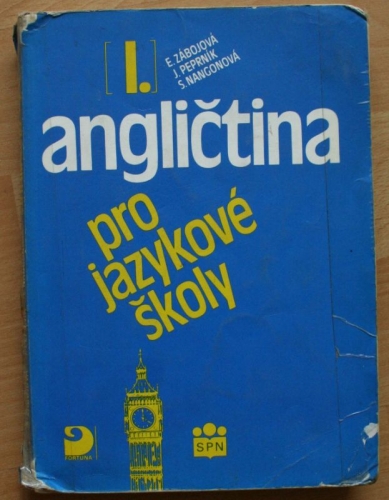 [I.]
E. ZÁBOJOVÁ
J. PEPRNÍK
S. NANGONOVÁ
angličtina
pro
jazykové
školy
FORTUNA
SPN